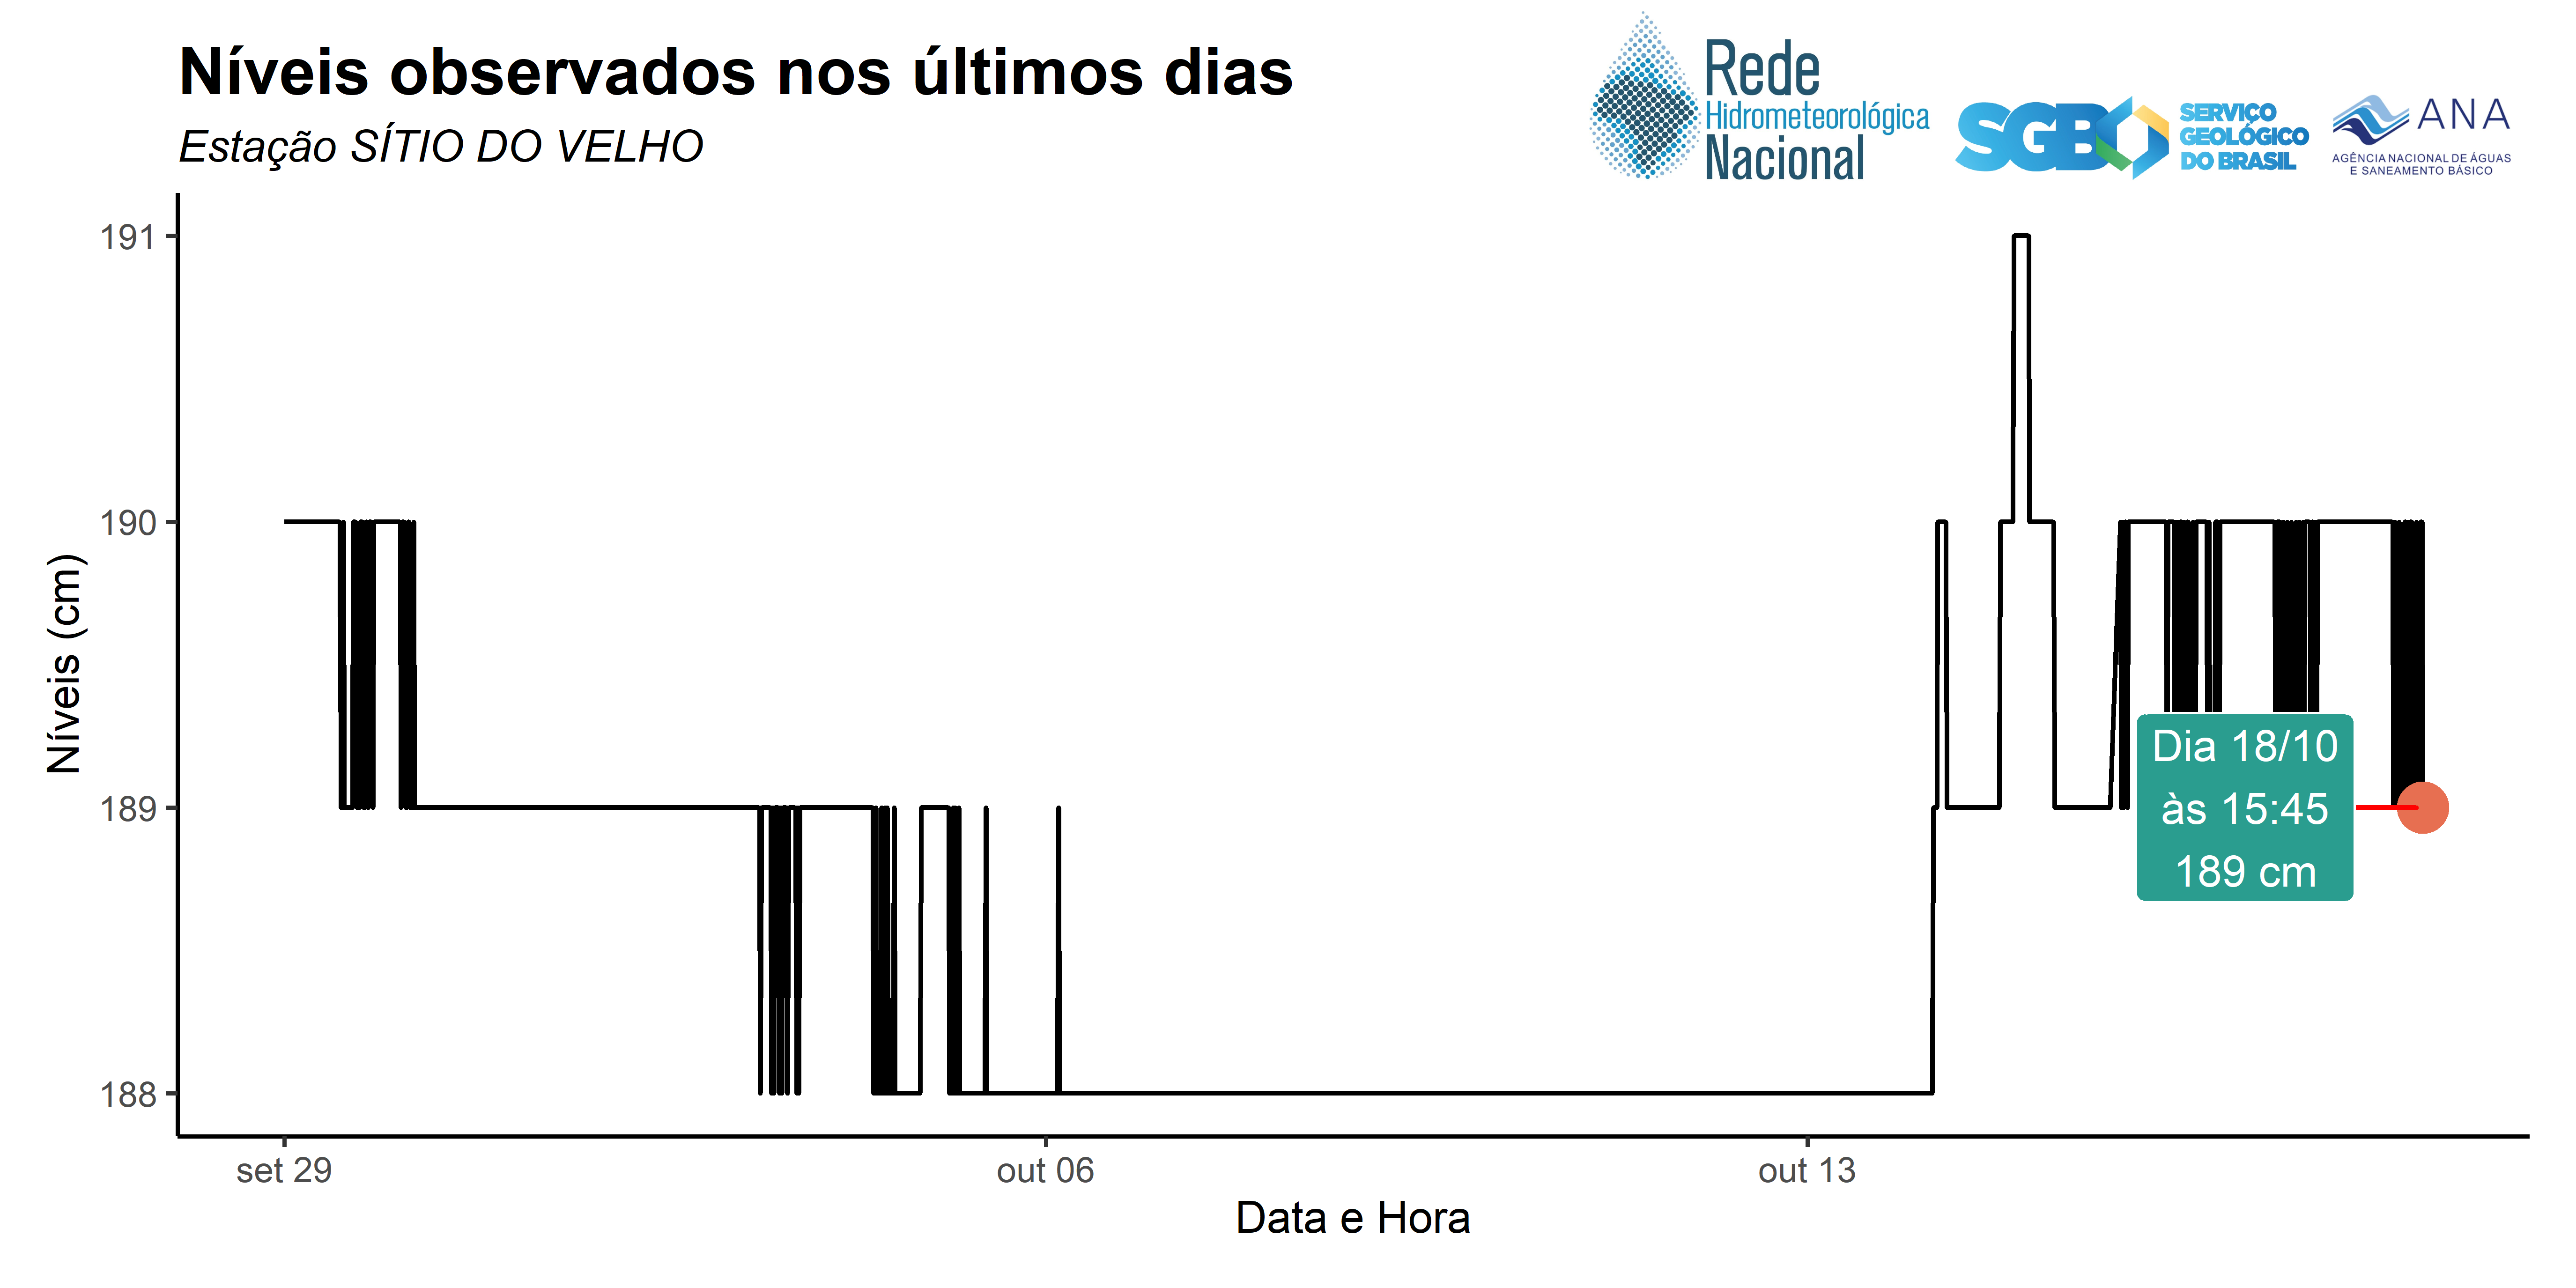 Níveis observados nos últimos dias
Estação SÍTIO DO VELHO
Rede
Hidrometeorológica
Nacional
SGB
SERVIÇO
GEOLÓGICO
DO BRASIL
ANA
AGÊNCIA NACIONAL DE ÁGUAS
E SANEAMENTO BÁSICO
Níveis (cm)
191
190
189
188
Dia 18/10
às 15:45
189 cm
set 29
out 06
out 13
Data e Hora